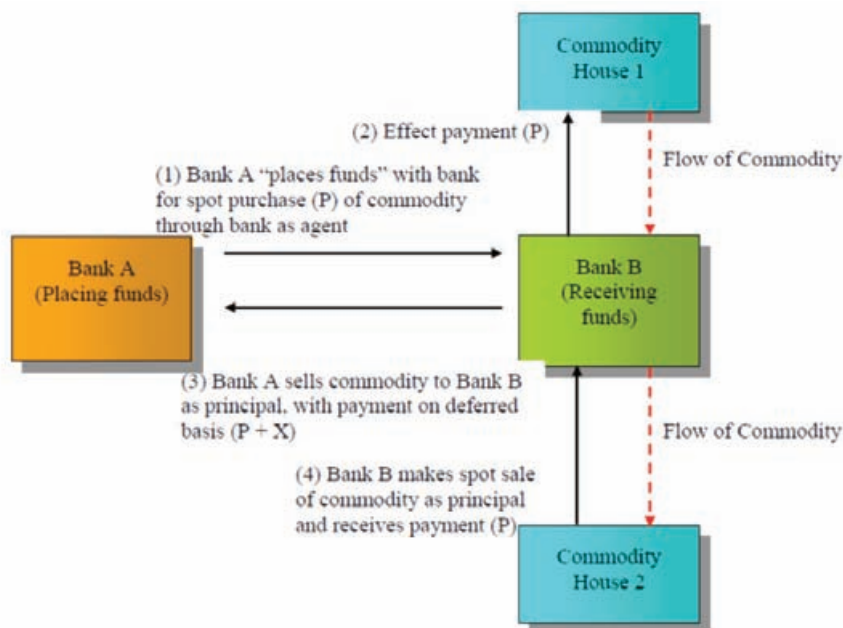 Commodity
House 1
(2) Effect payment (P)
Flow of Commodity
(1) Bank A “places funds” with bank
for spot purchase (P) of commodity
through bank as agent
Bank A
(Placing funds)
Bank B
(Receiving
funds)
(3) Bank A sells commodity to Bank B
as principal, with payment on deferred
basis (P + X)
Flow of Commodity
(4) Bank B makes spot sale
of commodity as principal
and receives payment (P)
Commodity
House 2